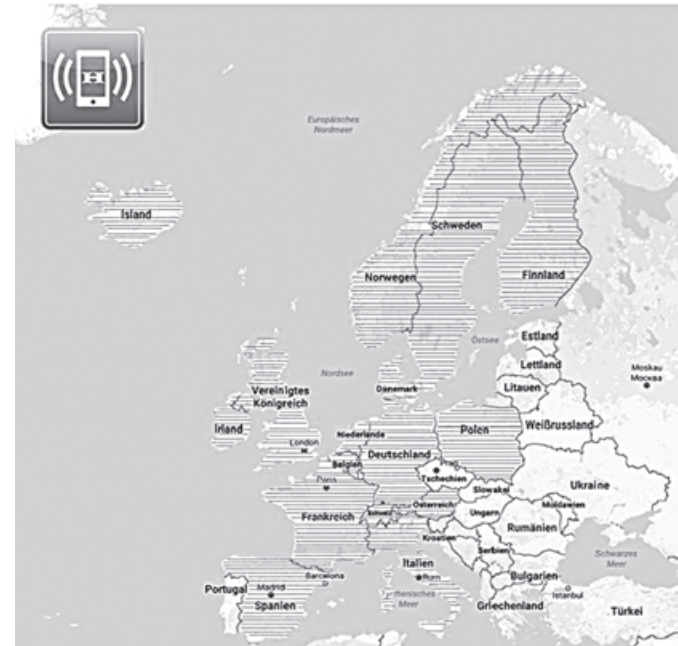 Europäisches
Nordmeer
Island
Schweden
Norwegen
Finnland
Estland
Ostsee
Lettland
Moskau
Москва
Nordsee
Dänemark
Litauen
Vereinigtes
Königreich
Irland
Weißrussland
London
Niederlande
Polen
Belgien
Deutschland
Prag
Tschechien
Paris
Slowakei
Ukraine
Österreich
Moldawien
Frankreich
Schweiz
Ungarn
Rumänien
Kroatien
Serbien
Schwarzes
Meer
Italien
Barcelona
Rom
Bulgarien
Portugal
Madrid
Istanbul
Spanien
rhenisches
Meer
Griechenland
Türkei